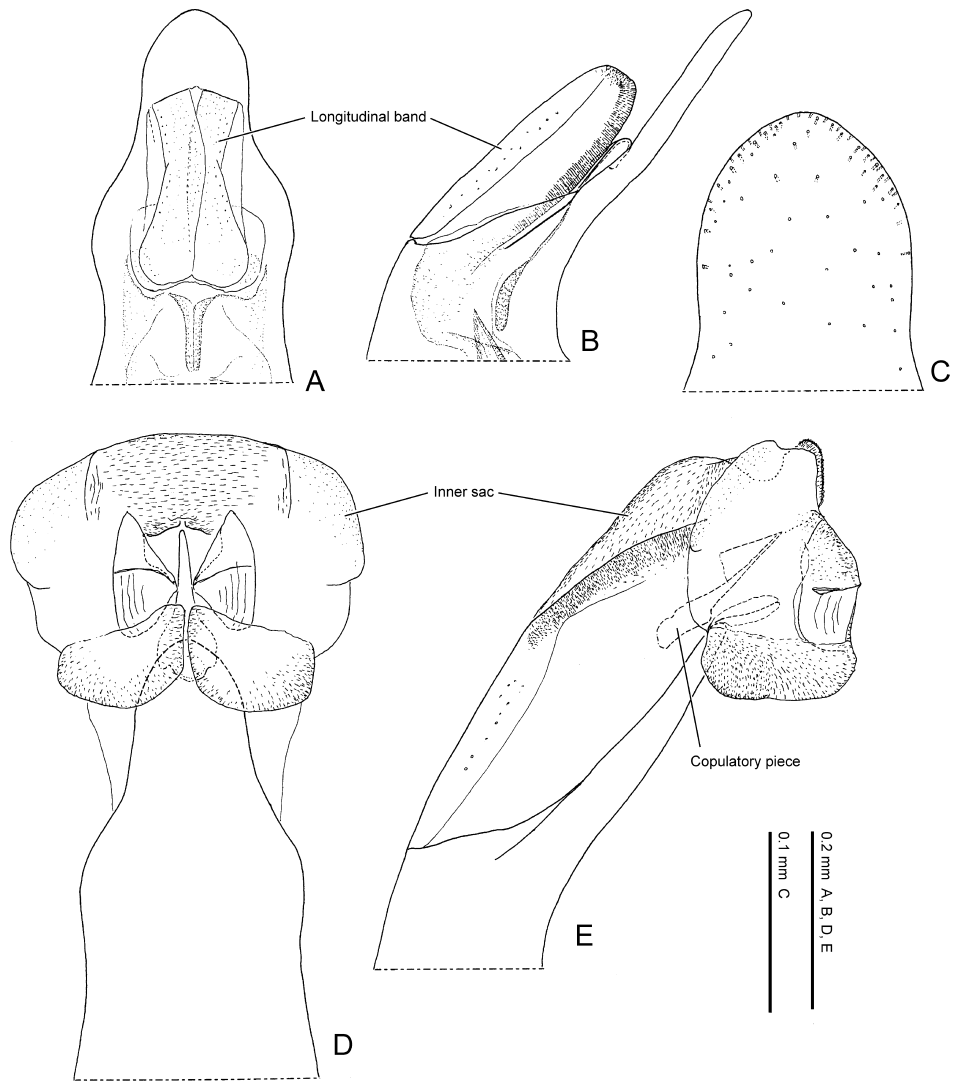 Longitudinal band
A
B
C
Inner sac
Copulatory piece
D
E
0.1 mm C
0.2 mm A, B, D, E